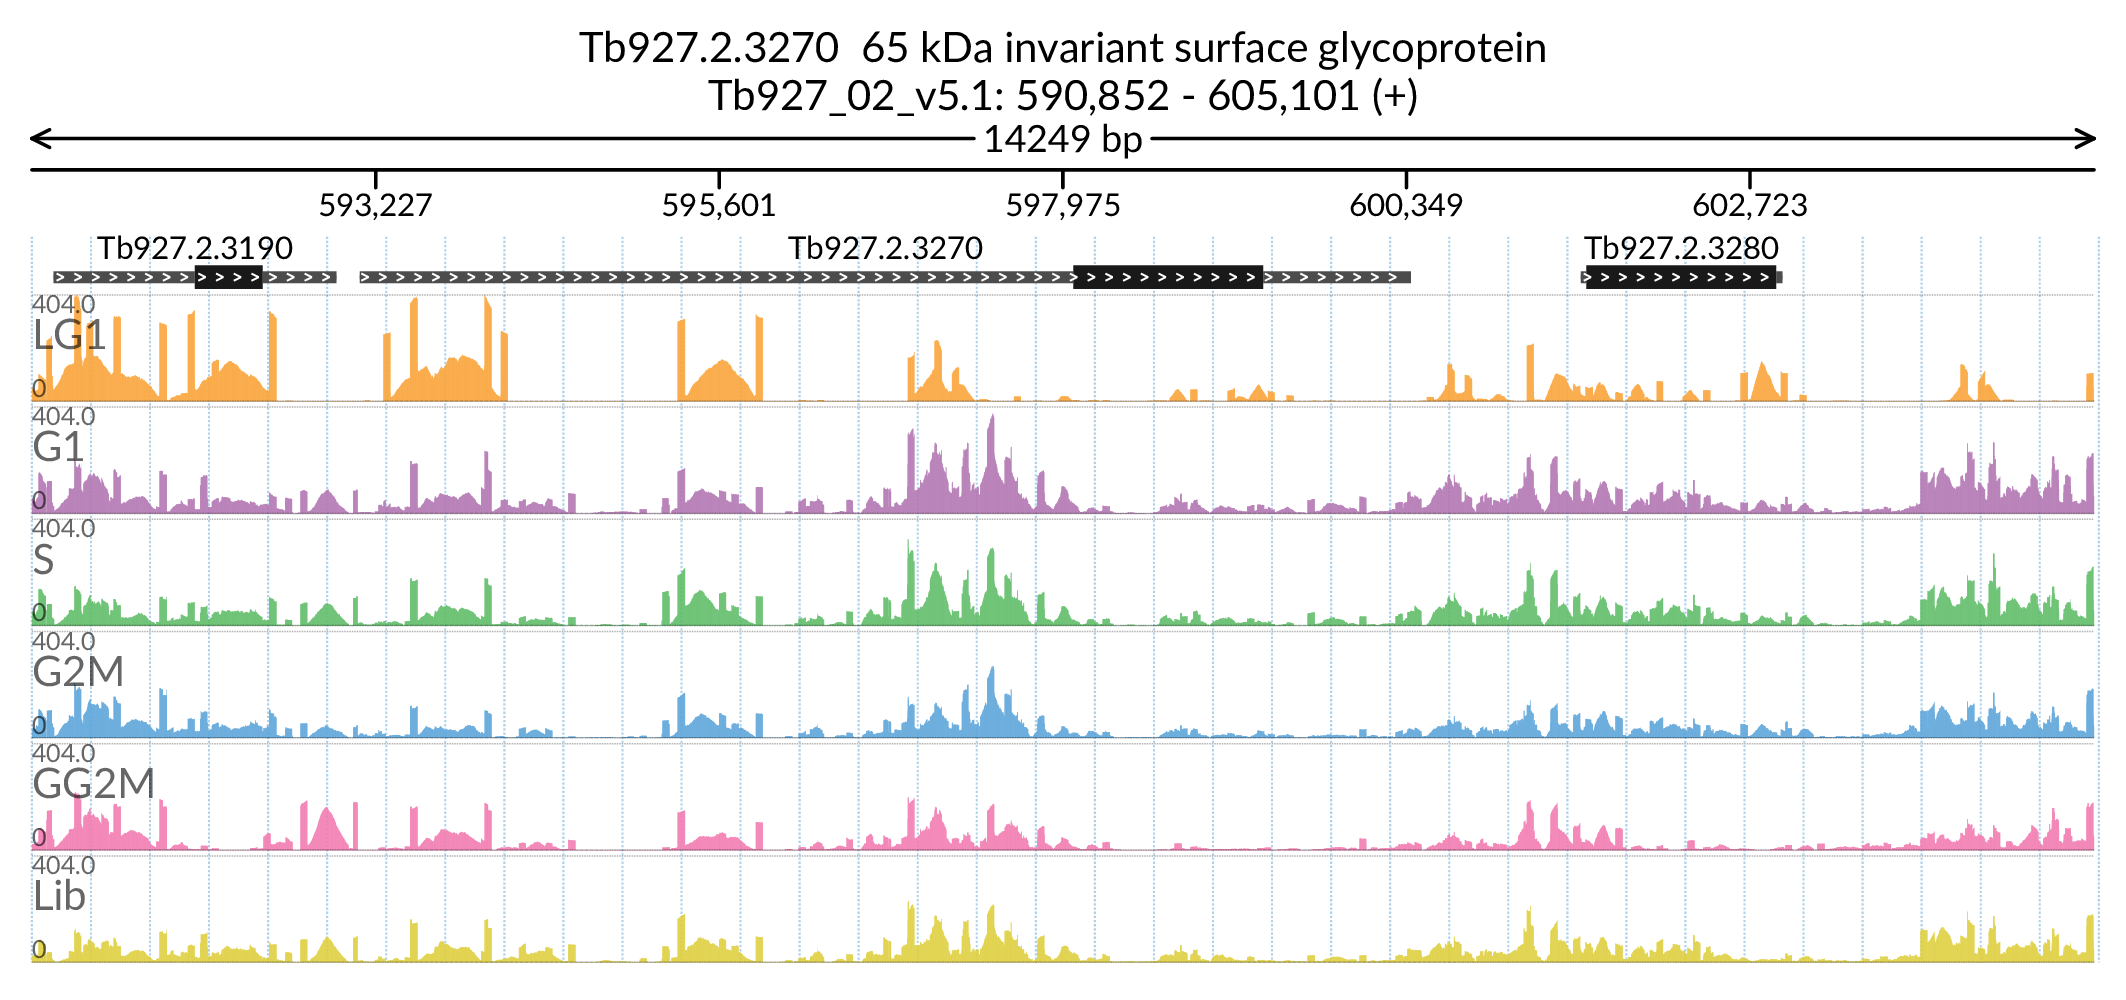 Tb927.2.3270  65 kDa invariant surface glycoprotein
Tb927_02_v5.1: 590,852 - 605,101 (+)
14249 bp
593,227 595,601 597,975 600,349 602,723
Tb927.2.3190 Tb927.2.3270 Tb927.2.3280
404.0
LG1
0
404.0
G1
0
404.0
S
0
404.0
G2M
0
404.0
GG2M
0
404.0
Lib
0